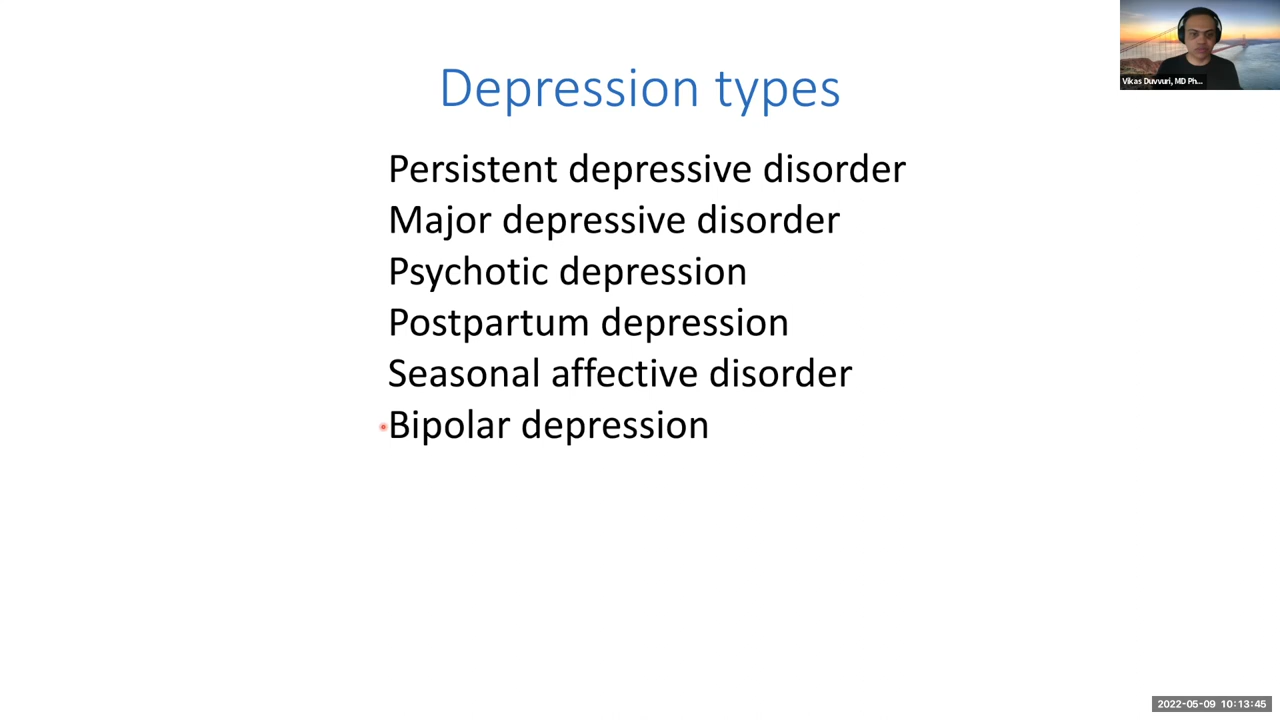 Depression types
Vikas Duvvuri, MD Ph...
Persistent depressive disorder
Major depressive disorder
Psychotic depression
Postpartum depression
Seasonal affective disorder
Bipolar depression
2022-05-09 10:13:45